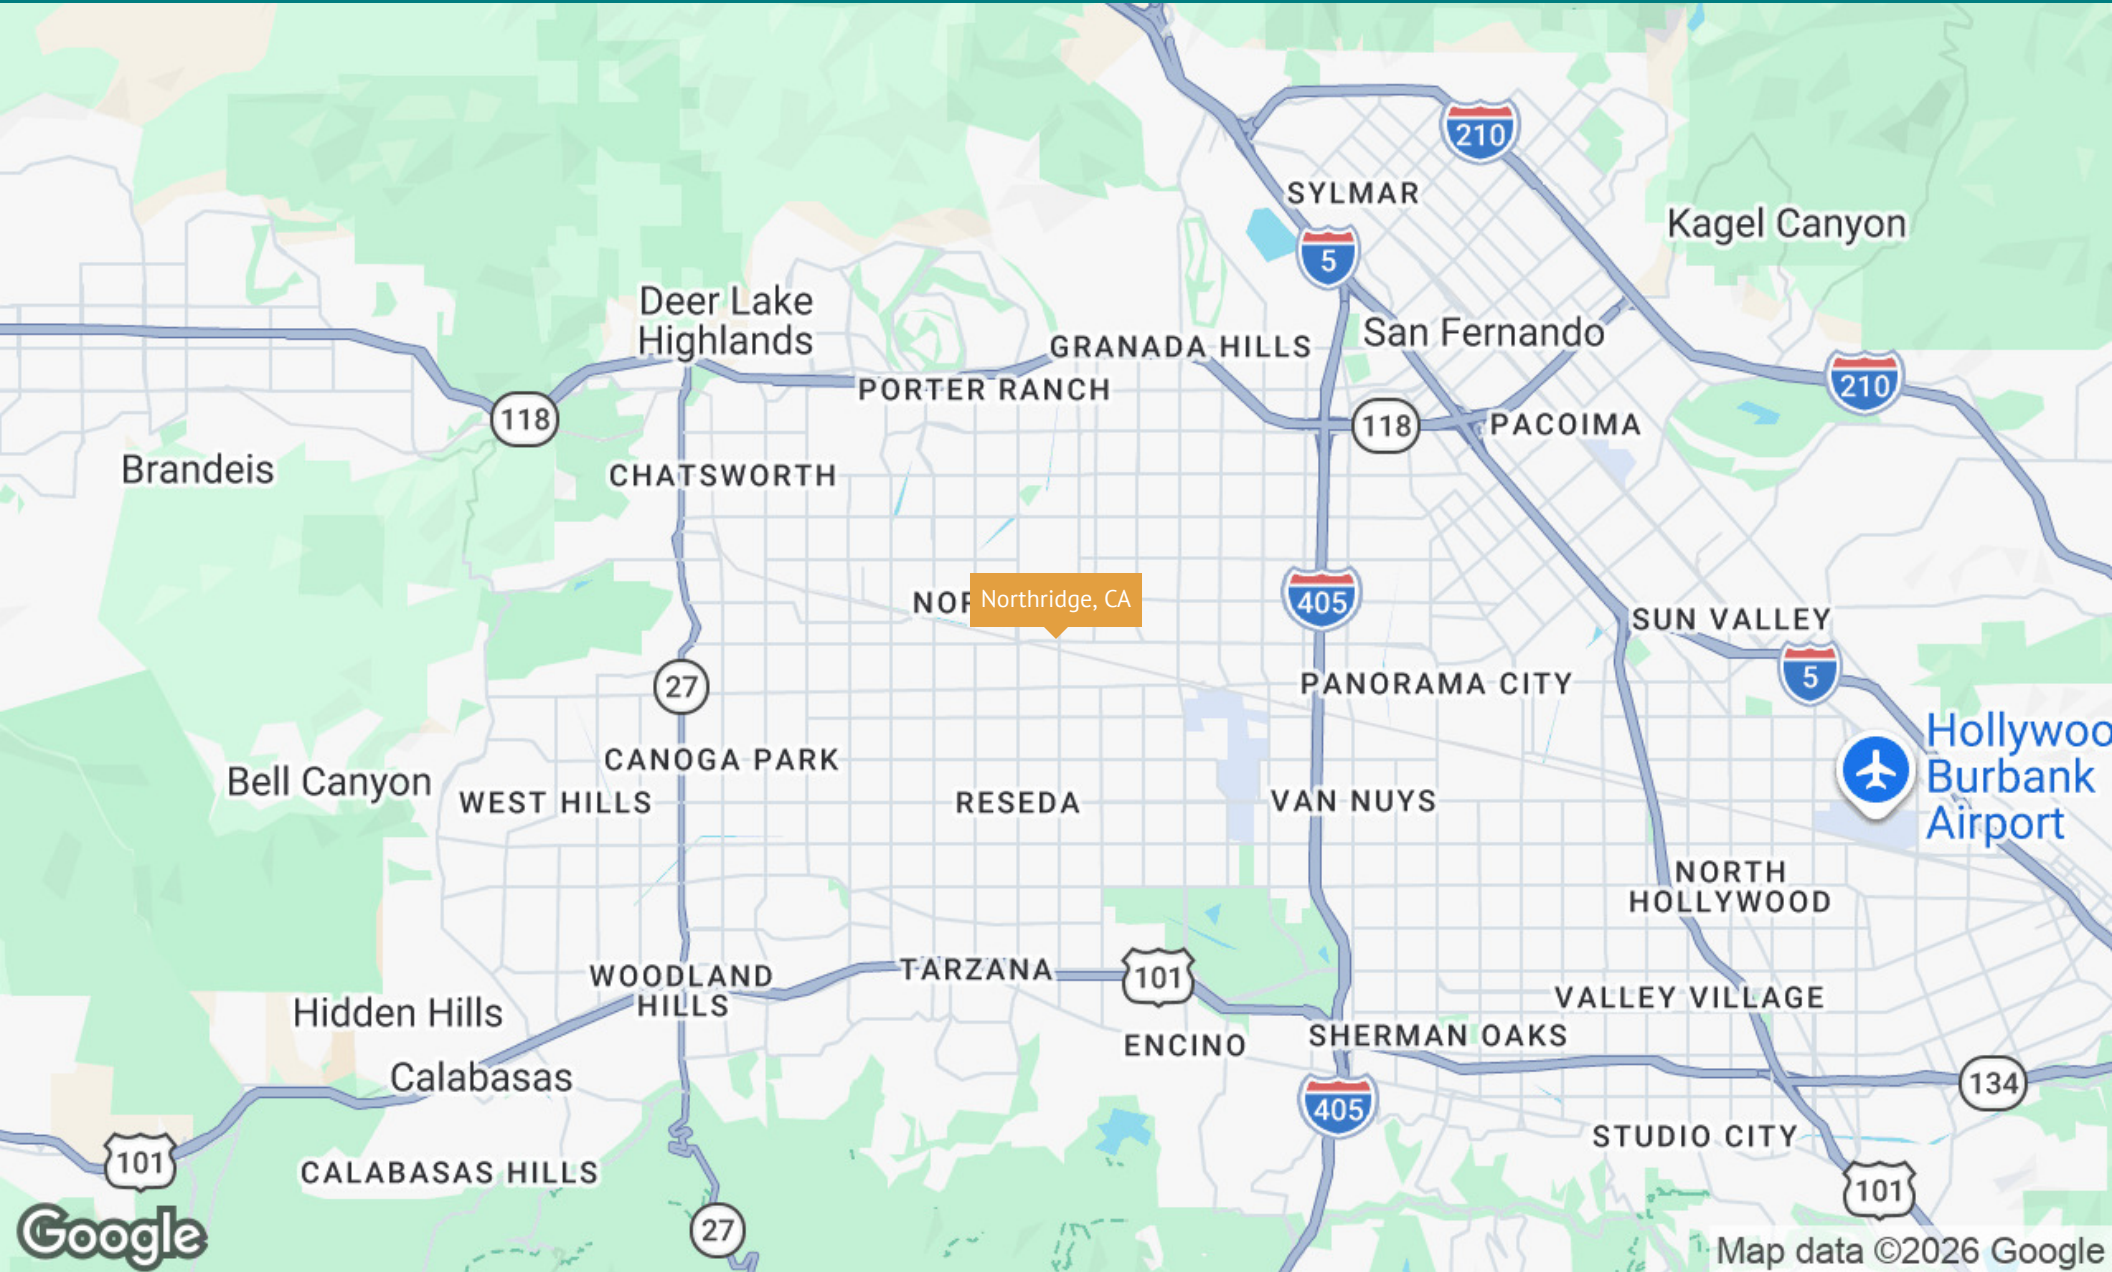 210
SYLMAR
Kagel Canyon
5
Deer Lake
Highlands
San Fernando
GRANADA HILLS
PORTER RANCH
210
118
118
PACOIMA
Brandeis
CHATSWORTH
Northridge, CA
405
SUN VALLEY
5
27
PANORAMA CITY
Hollywoo
Burbank
Airport
CANOGA PARK
Bell Canyon
WEST HILLS
RESEDA
VAN NUYS
NORTH
HOLLYWOOD
WOODLAND
HILLS
TARZANA
101
VALLEY VILLAGE
Hidden Hills
SHERMAN OAKS
ENCINO
Calabasas
134
405
STUDIO CITY
101
CALABASAS HILLS
101
27
Google
Map data ©2026 Google